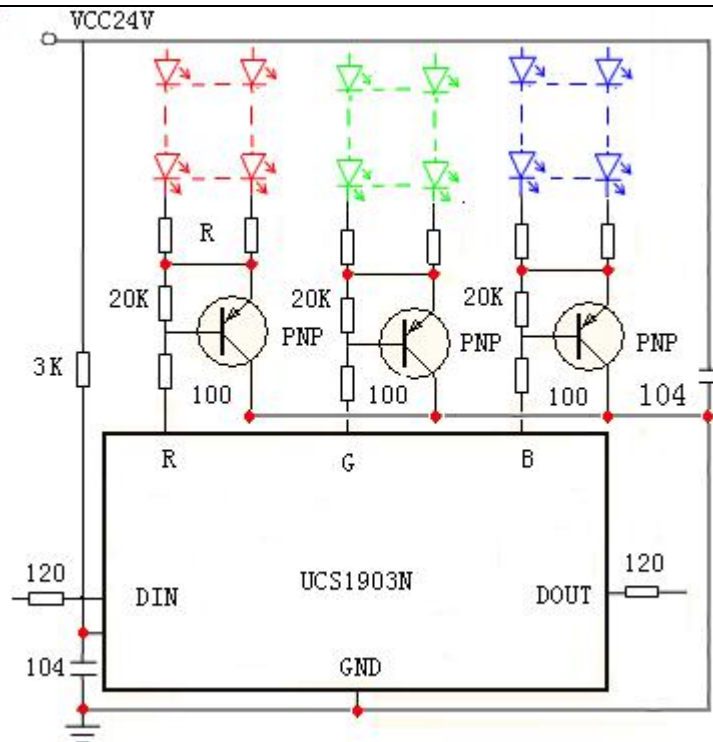 VCC24V
R
20K 20K 20K
PNP PNP PNP
3K
100 100 100 104
R G B
120 120
DIN UCS1903N DOUT
104 GND